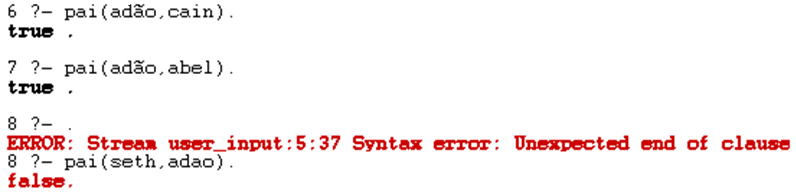 6 ?- pai(adão,cain).
true .
7 ?- pai(adão,abel).
true .
8 ?- .
ERROR: Stream user_input:5:37 Syntax error: Unexpected end of clause
8 ?- pai(seth,adao).
false.